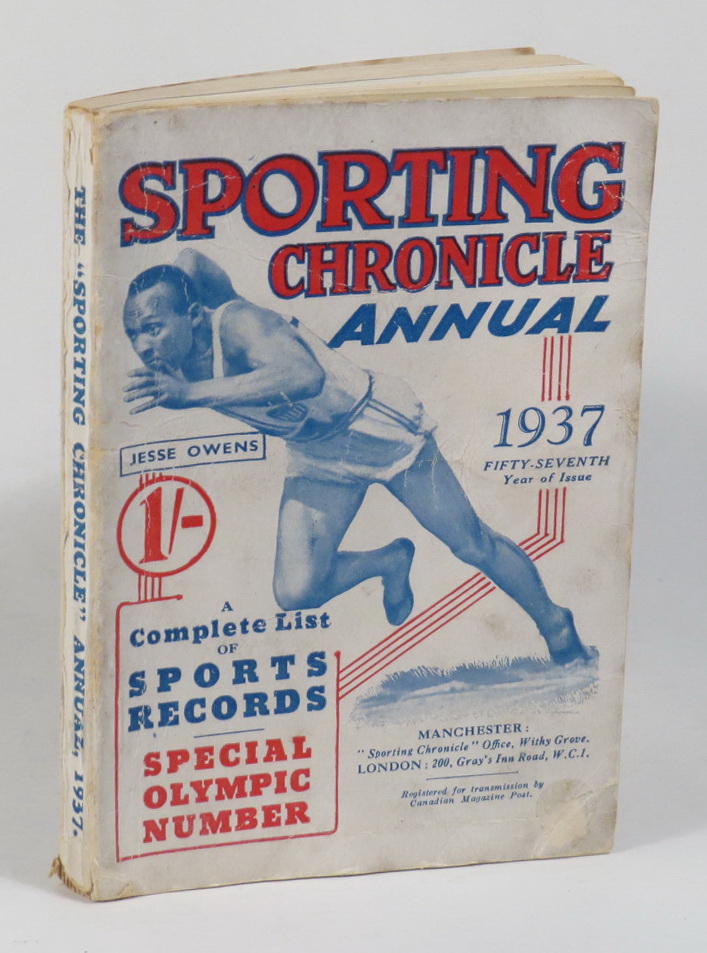 THE "SPORTING CHRONICLE" ANNUAL, 1937.
SPORTING
CHRONICLE
ANNUAL
1937
FIFTY-SEVENTH
Year of Issue
JESSE OWENS
1/-
A
Complete List
OF
SPORTS
RECORDS
SPECIAL
OLYMPIC
NUMBER
MANCHESTER:
"Sporting Chronicle" Office, Withy Grove.
LONDON: 200, Gray's Inn Road, W.C.1.
Registered for transmission by
Canadian Magazine Post.